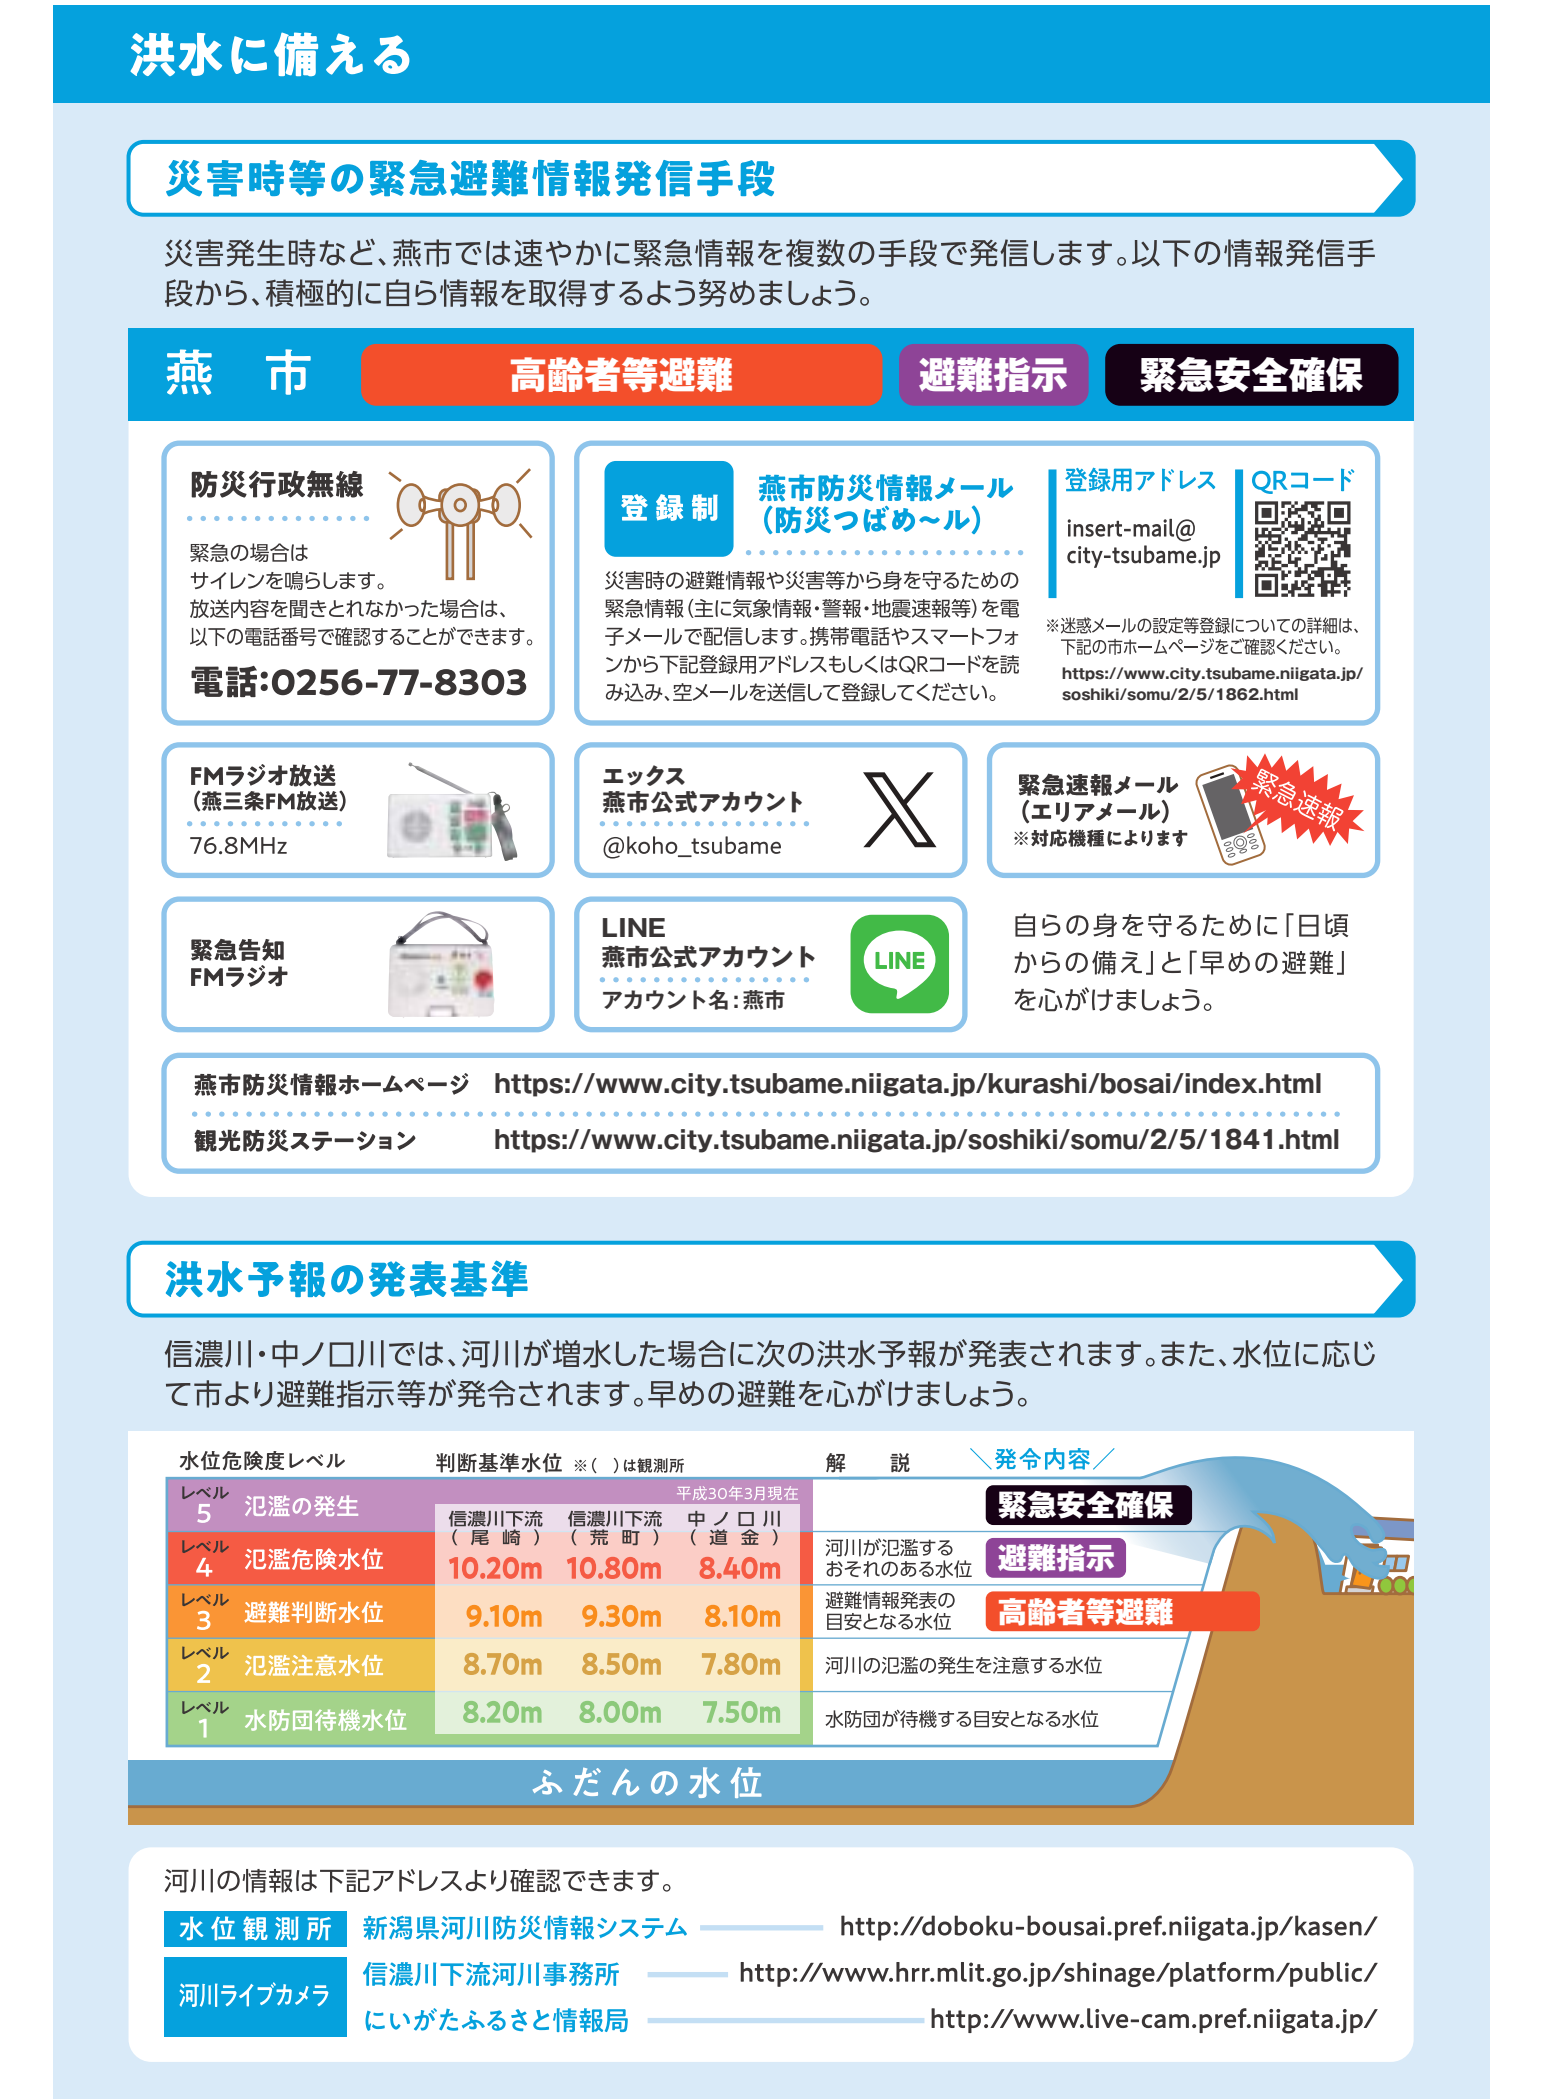 洪水に備える
災害時等の緊急避難情報発信手段
災害発生時など、燕市では速やかに緊急情報を複数の手段で発信します。以下の情報発信手
段から、積極的に自ら情報を取得するよう努めましょう。
燕 市 高齢者等避難 避難指示 緊急安全確保
防災行政無線
緊急の場合は
サイレンを鳴らします。
放送内容を聞きとれなかった場合は、
以下の電話番号で確認することができます。
電話:0256-77-8303
登録制
燕市防災情報メール
(防災つばめ〜ル)
災害時の避難情報や災害等から身を守るための
緊急情報(主に気象情報・警報・地震速報等)を電
子メールで配信します。携帯電話やスマートフォ
ンから下記登録用アドレスもしくはQRコードを読
み込み、空メールを送信して登録してください。
登録用アドレス
insert-mail@
city-tsubame.jp
QRコード
※迷惑メールの設定等登録についての詳細は、
下記の市ホームページをご確認ください。
https://www.city.tsubame.niigata.jp/
soshiki/somu/2/5/1862.html
FMラジオ放送
(燕三条FM放送)
76.8MHz
エックス
燕市公式アカウント
@koho_tsubame
緊急速報メール
(エリアメール)
※対応機種によります
緊急速報
緊急告知
FMラジオ
LINE
燕市公式アカウント
アカウント名:燕市
LINE
自らの身を守るために「日頃
からの備え」と「早めの避難」
を心がけましょう。
燕市防災情報ホームページ https://www.city.tsubame.niigata.jp/kurashi/bosai/index.html
観光防災ステーション https://www.city.tsubame.niigata.jp/soshiki/somu/2/5/1841.html
洪水予報の発表基準
信濃川・中ノ口川では、河川が増水した場合に次の洪水予報が発表されます。また、水位に応じ
て市より避難指示等が発令されます。早めの避難を心がけましょう。
水位危険度レベル 判断基準水位 ※( )は観測所 解 説 発令内容
平成30年3月現在
信濃川下流 信濃川下流 中ノ口川
(尾崎) (荒町) (道金)
レベル5 氾濫の発生 緊急安全確保
レベル4 氾濫危険水位 10.20m 10.80m 8.40m 河川が氾濫する
おそれのある水位 避難指示
レベル3 避難判断水位 9.10m 9.30m 8.10m 避難情報発表の
目安となる水位 高齢者等避難
レベル2 氾濫注意水位 8.70m 8.50m 7.80m 河川の氾濫の発生を注意する水位
レベル1 水防団待機水位 8.20m 8.00m 7.50m 水防団が待機する目安となる水位
ふだんの水位
河川の情報は下記アドレスより確認できます。
水位観測所 新潟県河川防災情報システム http://doboku-bousai.pref.niigata.jp/kasen/
河川ライブカメラ 信濃川下流河川事務所 http://www.hrr.mlit.go.jp/shinage/platform/public/
にいがたふるさと情報局 http://www.live-cam.pref.niigata.jp/